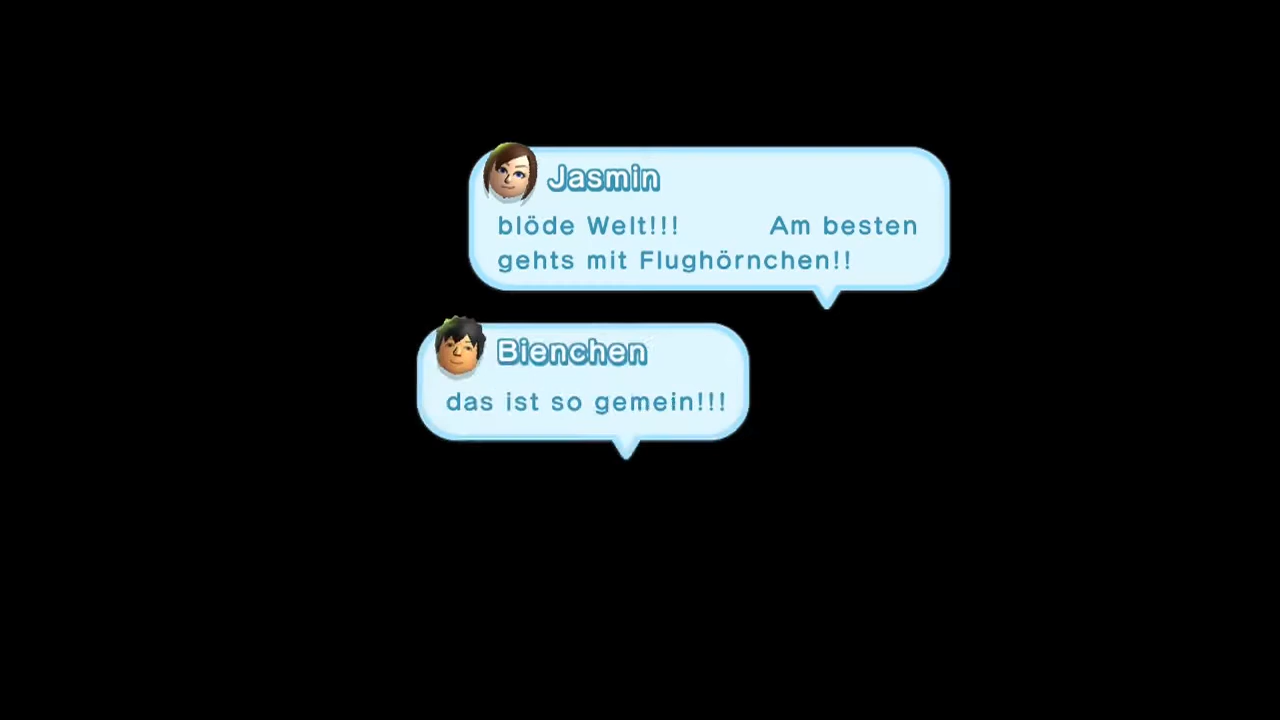 Jasmin
blöde Welt!!! Am besten
gehts mit Flughörnchen!!
Bienchen
das ist so gemein!!!